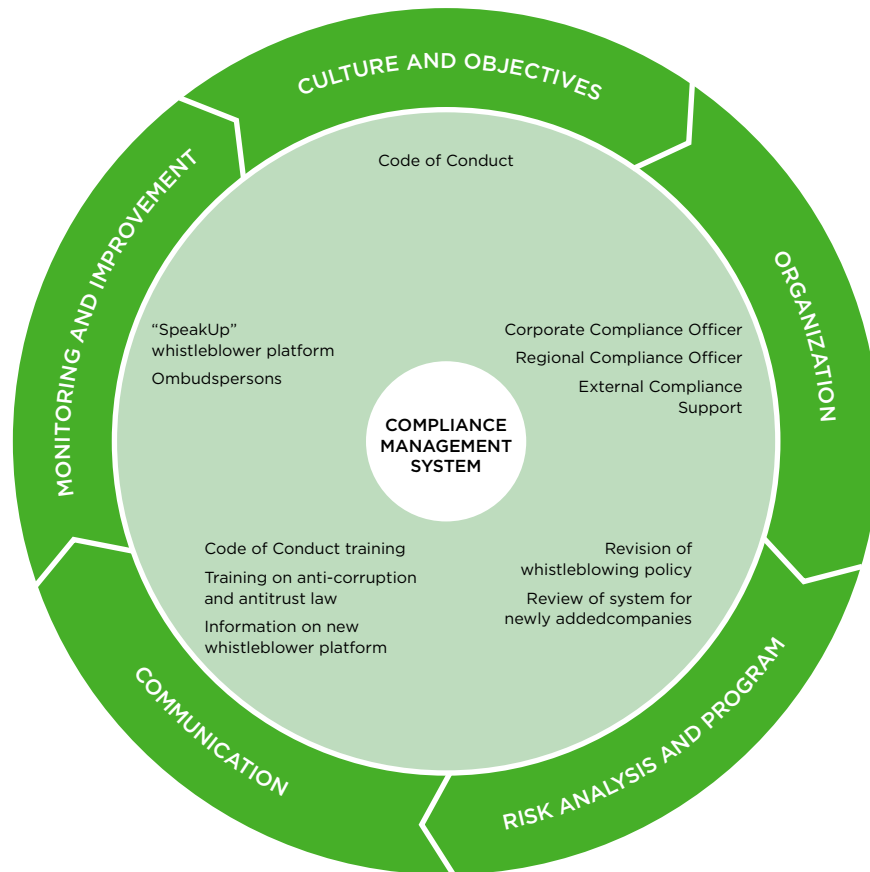 CULTURE AND OBJECTIVES
Code of Conduct
ORGANIZATION
Corporate Compliance Officer
Regional Compliance Officer
External Compliance
Support
RISK ANALYSIS AND PROGRAM
Revision of
whistleblowing policy
Review of system for
newly addedcompanies
COMMUNICATION
Code of Conduct training
Training on anti-corruption
and antitrust law
Information on new
whistleblower platform
MONITORING AND IMPROVEMENT
“SpeakUp”
whistleblower platform
Ombudspersons
COMPLIANCE
MANAGEMENT
SYSTEM